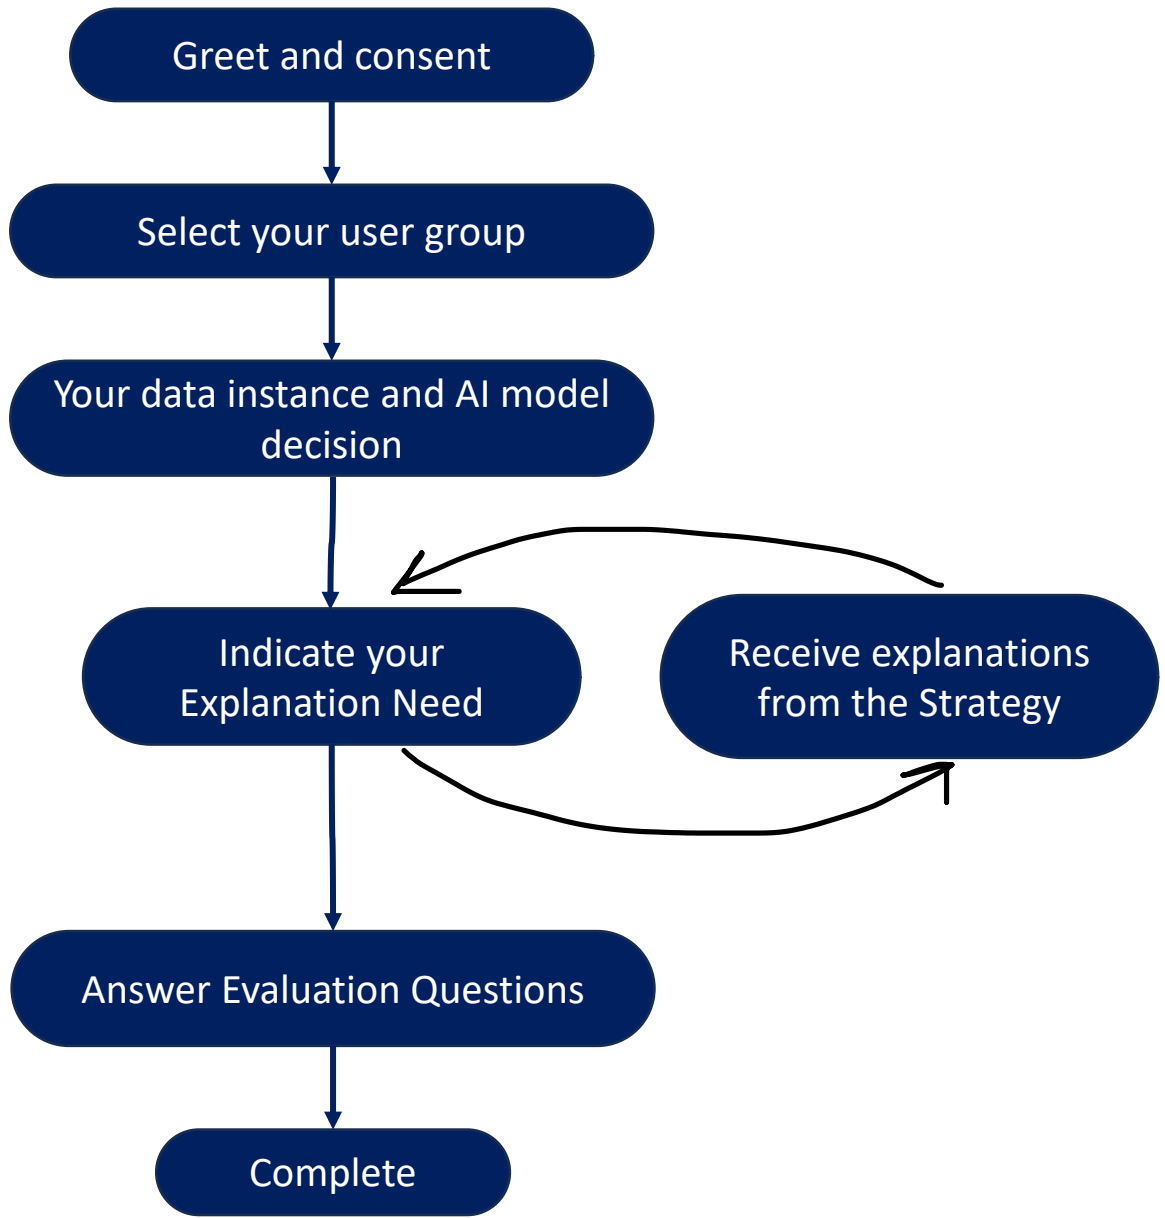 Greet and consent
Select your user group
Your data instance and AI model
decision
Indicate your
Explanation Need
Receive explanations
from the Strategy
Answer Evaluation Questions
Complete